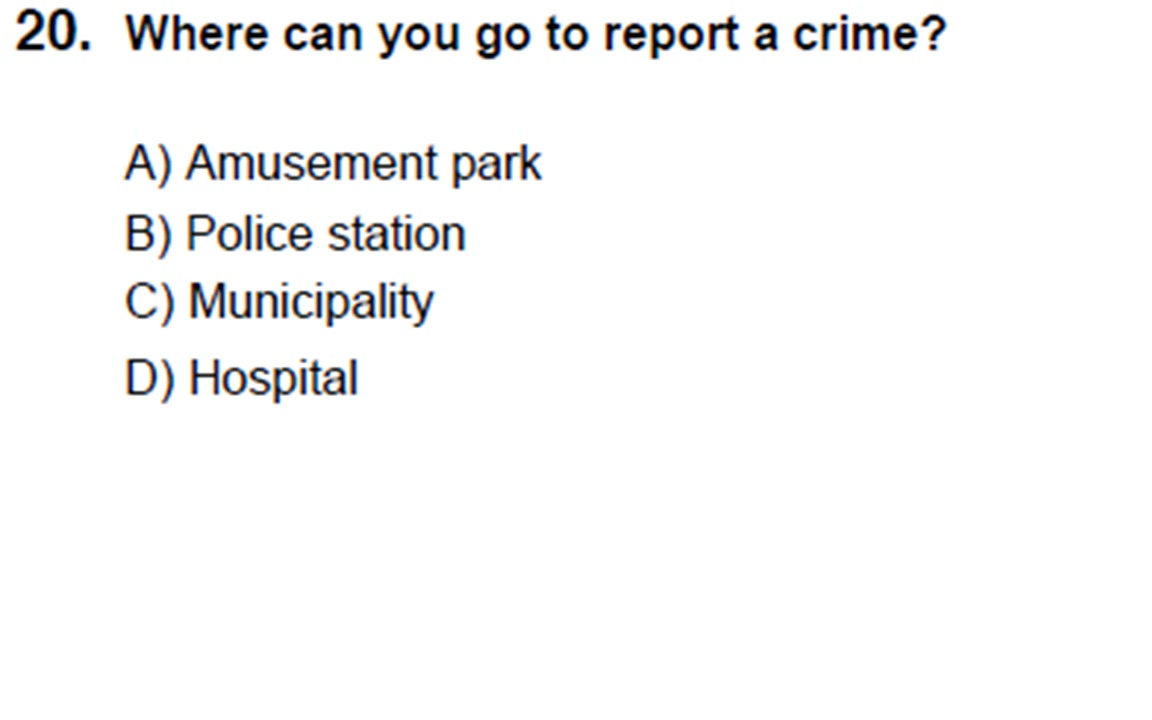 20. Where can you go to report a crime?
A) Amusement park
B) Police station
C) Municipality
D) Hospital